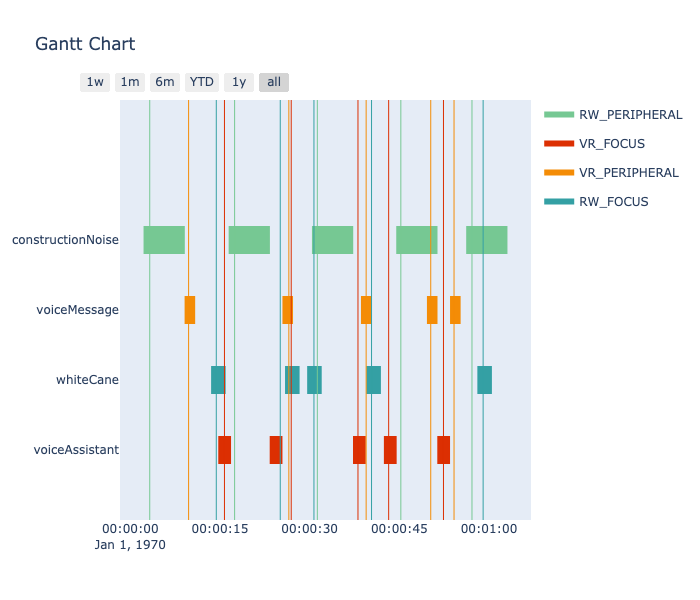 Gantt Chart
1w 1m 6m YTD 1y all
RW_PERIPHERAL
VR_FOCUS
VR_PERIPHERAL
RW_FOCUS
constructionNoise
voiceMessage
whiteCane
voiceAssistant
00:00:00 00:00:15 00:00:30 00:00:45 00:01:00
Jan 1, 1970